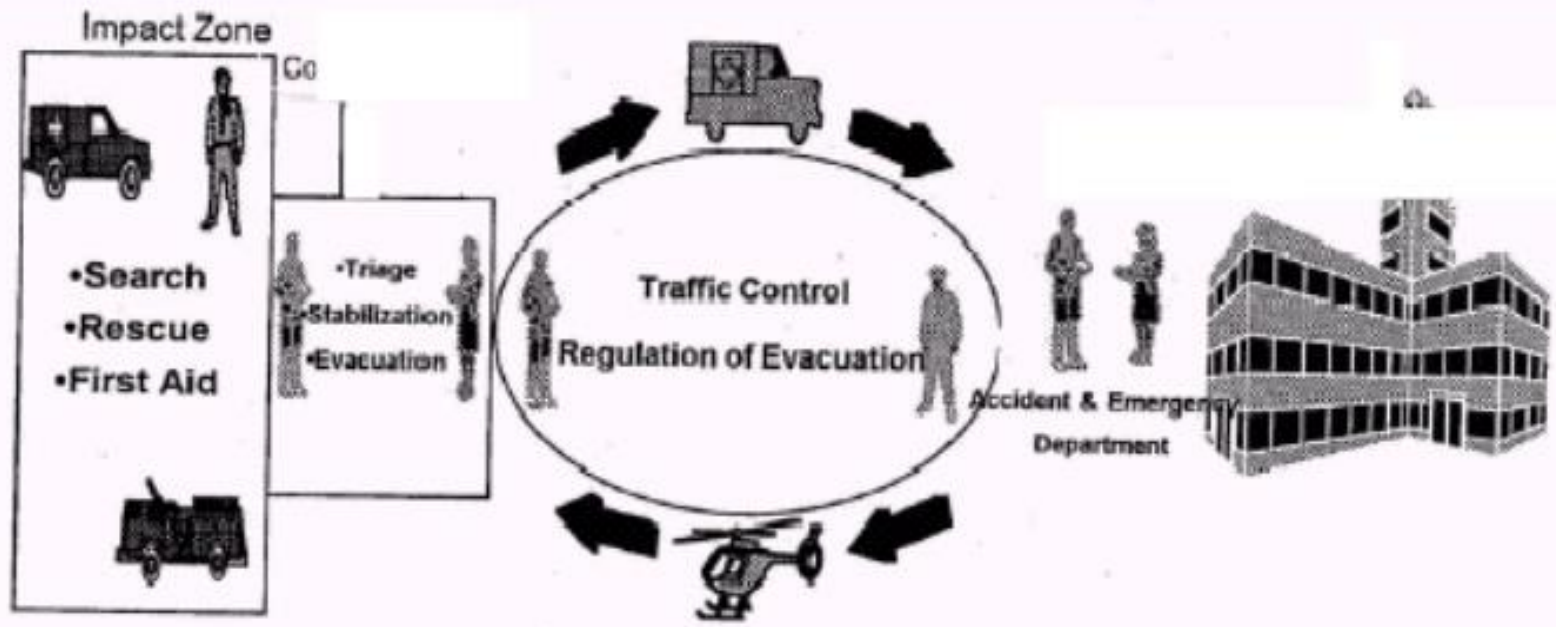 Impact Zone
•Search
•Rescue
•First Aid
•Triage
•Stabilization
•Evacuation
Traffic Control
Regulation of Evacuation
Accident & Emergency
Department